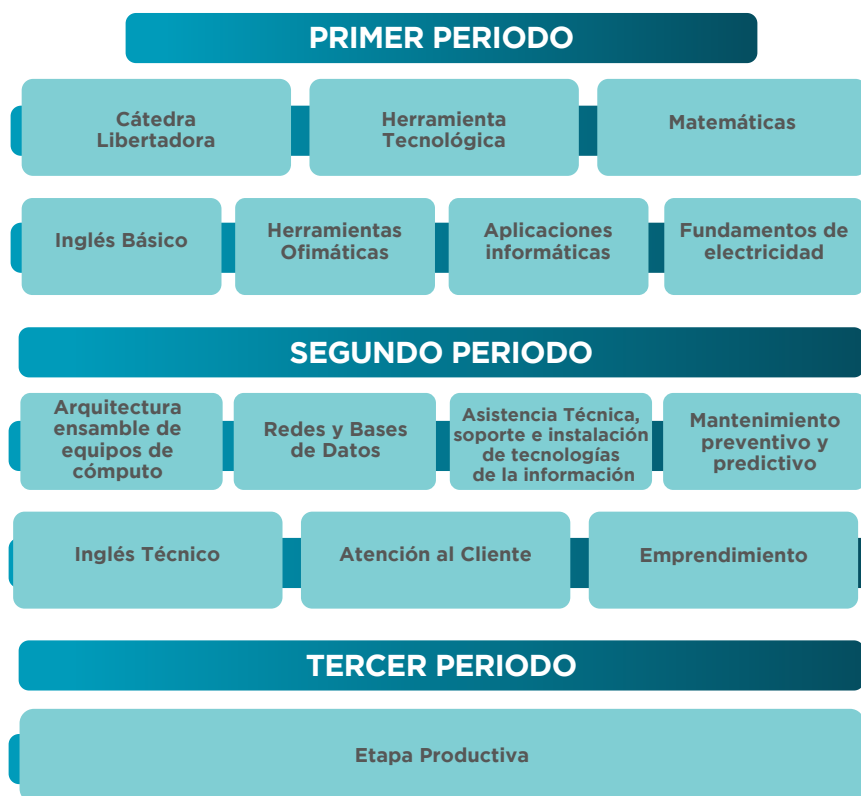 PRIMER PERIODO
Cátedra
Libertadora
Herramienta
Tecnológica
Matemáticas
Inglés Básico
Herramientas
Ofimáticas
Aplicaciones
informáticas
Fundamentos de
electricidad
SEGUNDO PERIODO
Arquitectura
ensamble de
equipos de
cómputo
Redes y Bases
de Datos
Asistencia Técnica,
soporte e instalación
de tecnologías
de la información
Mantenimiento
preventivo y
predictivo
Inglés Técnico
Atención al Cliente
Emprendimiento
TERCER PERIODO
Etapa Productiva